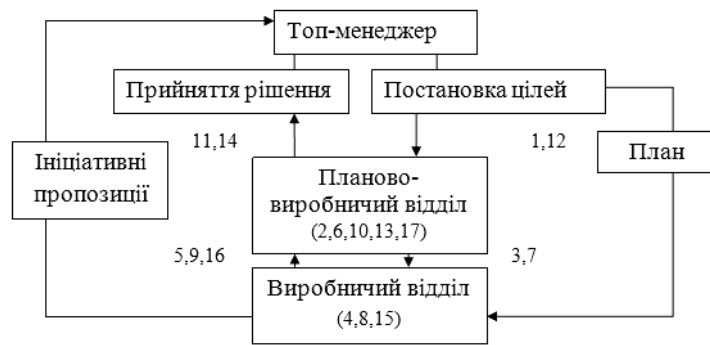 Топ-менеджер
Прийняття рішення
Постановка цілей
11,14
1,12
Ініціативні
пропозиції
План
Планово-
виробничий відділ
(2,6,10,13,17)
5,9,16
3,7
Виробничий відділ
(4,8,15)